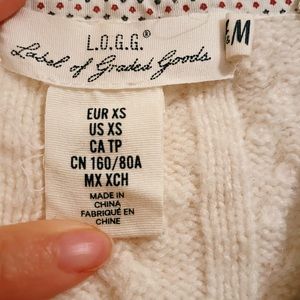 L.O.G.G.®
Label of Graded Goods
EUR XS
US XS
CA TP
CN 160/80A
MX XCH
MADE IN
CHINA
FABRIQUÉ EN
CHINE